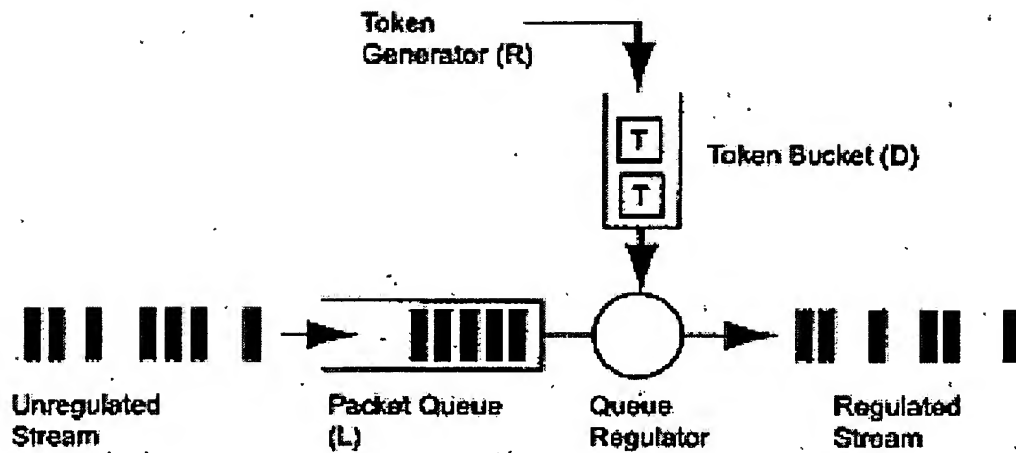 Token
Generator (R)
T
Token Bucket (D)
T
Unregulated
Stream
Packet Queue
(L)
Queue
Regulator
Regulated
Stream